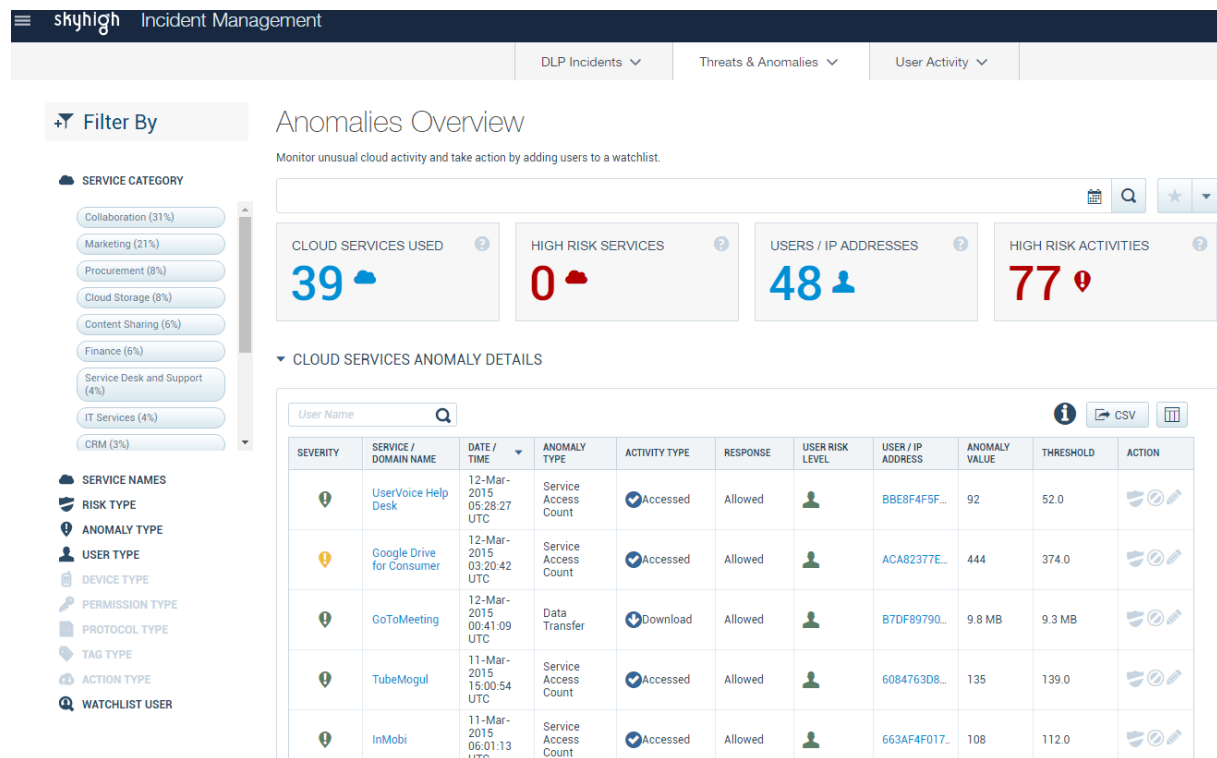 skyhigh Incident Management
DLP Incidents
Threats & Anomalies
User Activity
Filter By
SERVICE CATEGORY
Collaboration (31%)
Marketing (21%)
Procurement (8%)
Cloud Storage (8%)
Content Sharing (6%)
Finance (6%)
Service Desk and Support
(4%)
IT Services (4%)
CRM (3%)
SERVICE NAMES
RISK TYPE
ANOMALY TYPE
USER TYPE
DEVICE TYPE
PERMISSION TYPE
PROTOCOL TYPE
TAG TYPE
ACTION TYPE
WATCHLIST USER
Anomalies Overview
Monitor unusual cloud activity and take action by adding users to a watchlist.
CLOUD SERVICES USED ?
39
HIGH RISK SERVICES ?
0
USERS / IP ADDRESSES ?
48
HIGH RISK ACTIVITIES ?
77
CLOUD SERVICES ANOMALY DETAILS
User Name
CSV
SEVERITY
SERVICE /
DOMAIN NAME
DATE /
TIME
ANOMALY
TYPE
ACTIVITY TYPE
RESPONSE
USER RISK
LEVEL
USER / IP
ADDRESS
ANOMALY
VALUE
THRESHOLD
ACTION
UserVoice Help
Desk
12-Mar-
2015
05:28:27
UTC
Service
Access
Count
Accessed
Allowed
BBE8F4F5F...
92
52.0
Google Drive
for Consumer
12-Mar-
2015
03:20:42
UTC
Service
Access
Count
Accessed
Allowed
ACA82377E...
444
374.0
GoToMeeting
12-Mar-
2015
00:41:09
UTC
Data
Transfer
Download
Allowed
B7DF89790...
9.8 MB
9.3 MB
TubeMogul
11-Mar-
2015
15:00:54
UTC
Service
Access
Count
Accessed
Allowed
6084763D8...
135
139.0
InMobi
11-Mar-
2015
06:01:13
UTC
Service
Access
Count
Accessed
Allowed
663AF4F017...
108
112.0